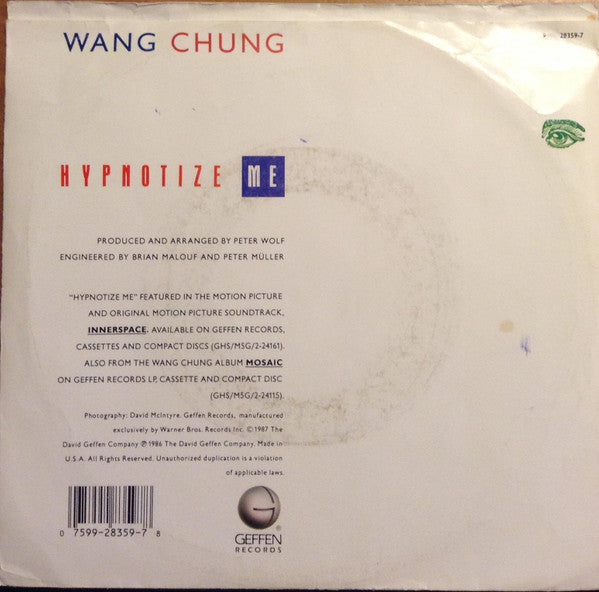 WANG CHUNG
28359-7
HYPNOTIZE ME
PRODUCED AND ARRANGED BY PETER WOLF
ENGINEERED BY BRIAN MALOUF AND PETER MÜLLER
"HYPNOTIZE ME" FEATURED IN THE MOTION PICTURE
AND ORIGINAL MOTION PICTURE SOUNDTRACK,
INNERSPACE. AVAILABLE ON GEFFEN RECORDS,
CASSETTES AND COMPACT DISCS (GHS/M5G/2-24161).
ALSO FROM THE WANG CHUNG ALBUM MOSAIC
ON GEFFEN RECORDS LP, CASSETTE AND COMPACT DISC
(GHS/M5G/2-24115).
Photography: David McIntyre. Geffen Records, manufactured
exclusively by Warner Bros. Records Inc. © 1987 The
David Geffen Company ℗ 1986 The David Geffen Company. Made in
U.S.A. All Rights Reserved. Unauthorized duplication is a violation
of applicable laws.
0 7599-28359-7 8
GEFFEN
RECORDS